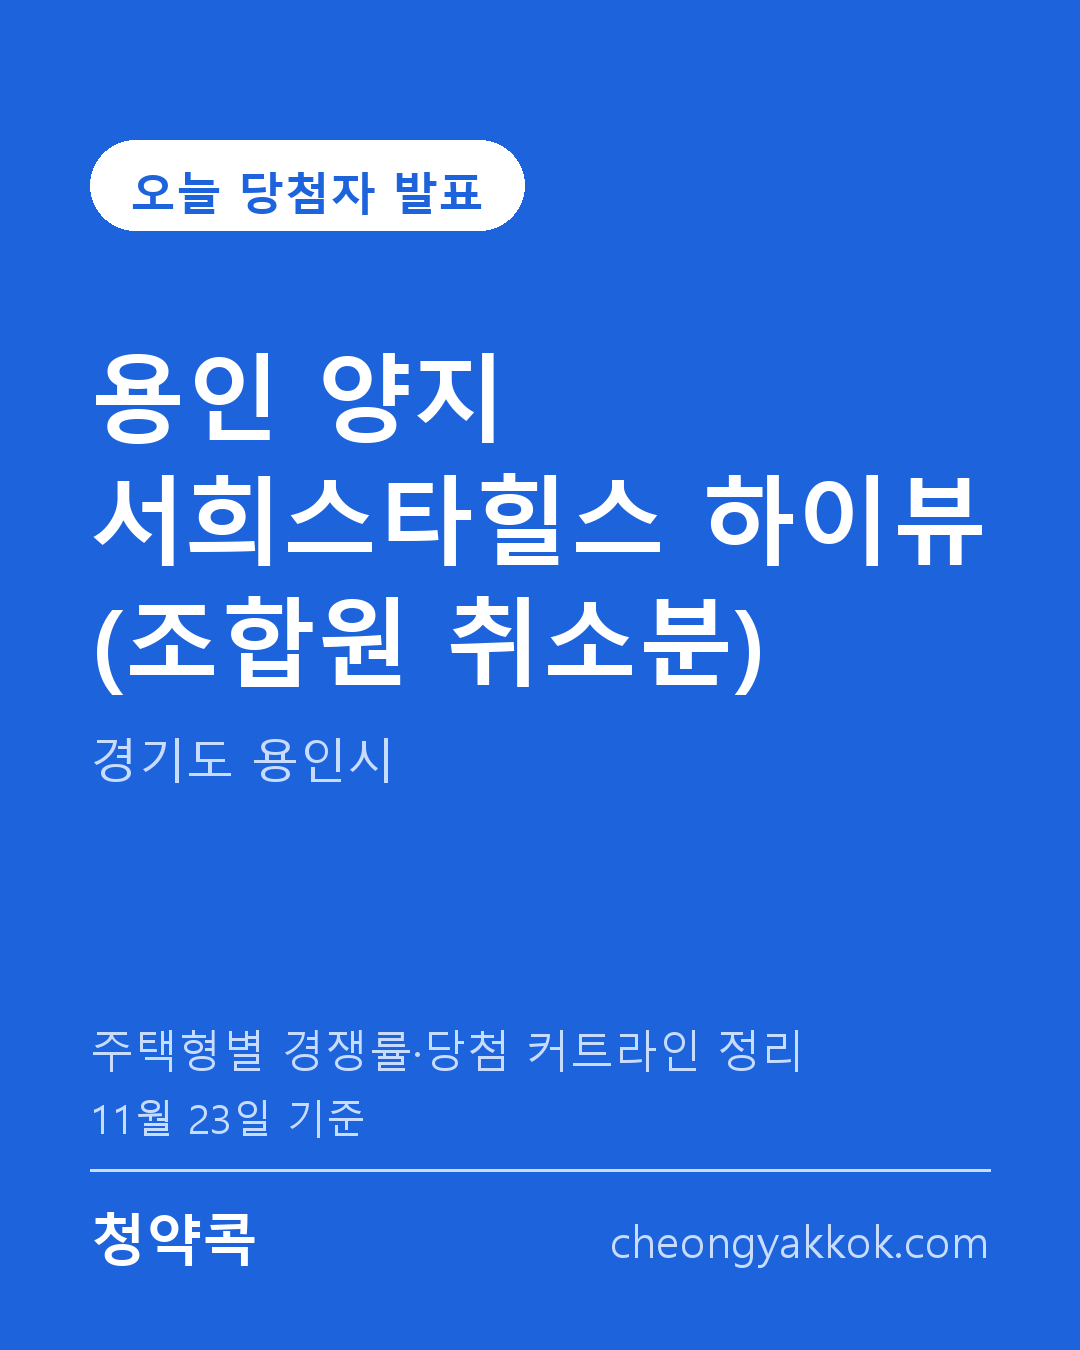 오늘 당첨자 발표
용인 양지
서희스타힐스 하이뷰
(조합원 취소분)
경기도 용인시
주택형별 경쟁률·당첨 커트라인 정리
11월 23일 기준
청약콕
cheongyakkok.com